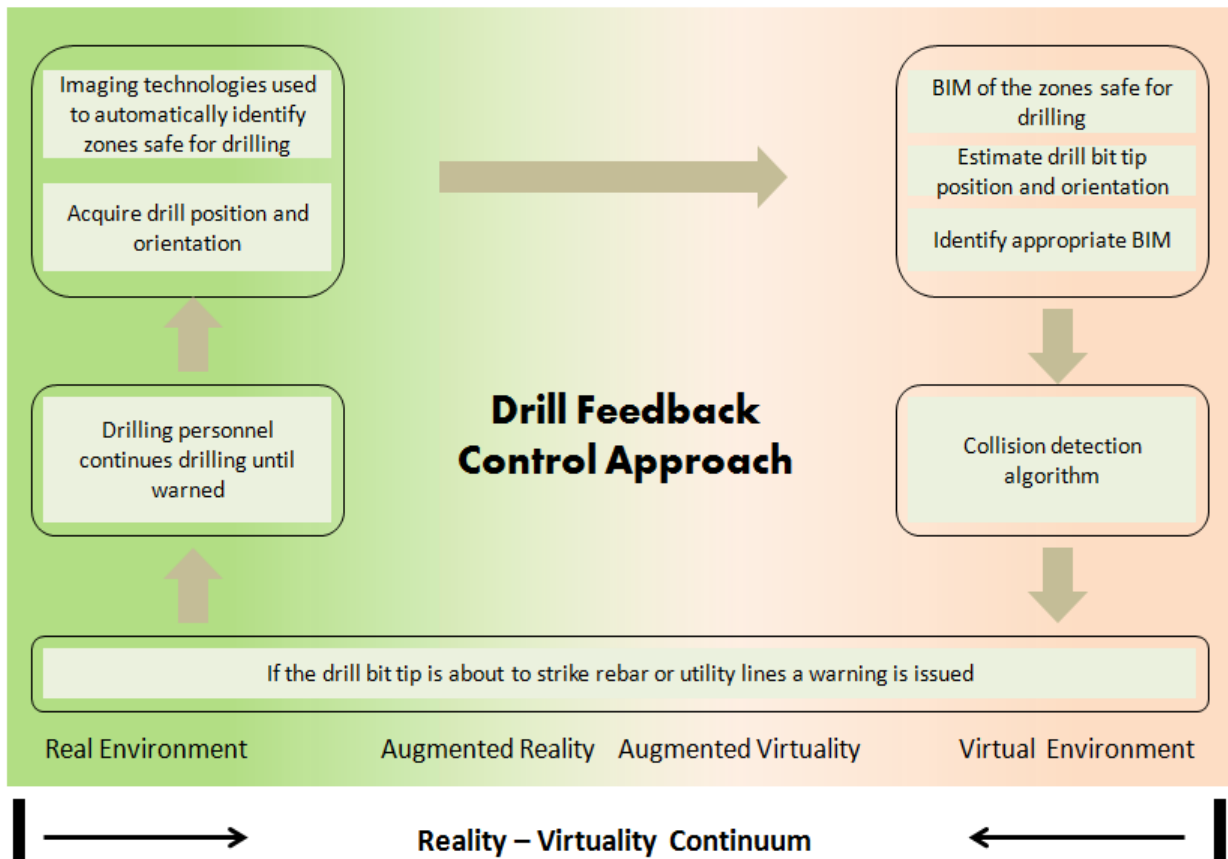 Imaging technologies used
to automatically identify
zones safe for drilling
Acquire drill position and
orientation
BIM of the zones safe for
drilling
Estimate drill bit tip
position and orientation
Identify appropriate BIM
Drilling personnel
continues drilling until
warned
Drill Feedback
Control Approach
Collision detection
algorithm
If the drill bit tip is about to strike rebar or utility lines a warning is issued
Real Environment Augmented Reality Augmented Virtuality Virtual Environment
Reality – Virtuality Continuum